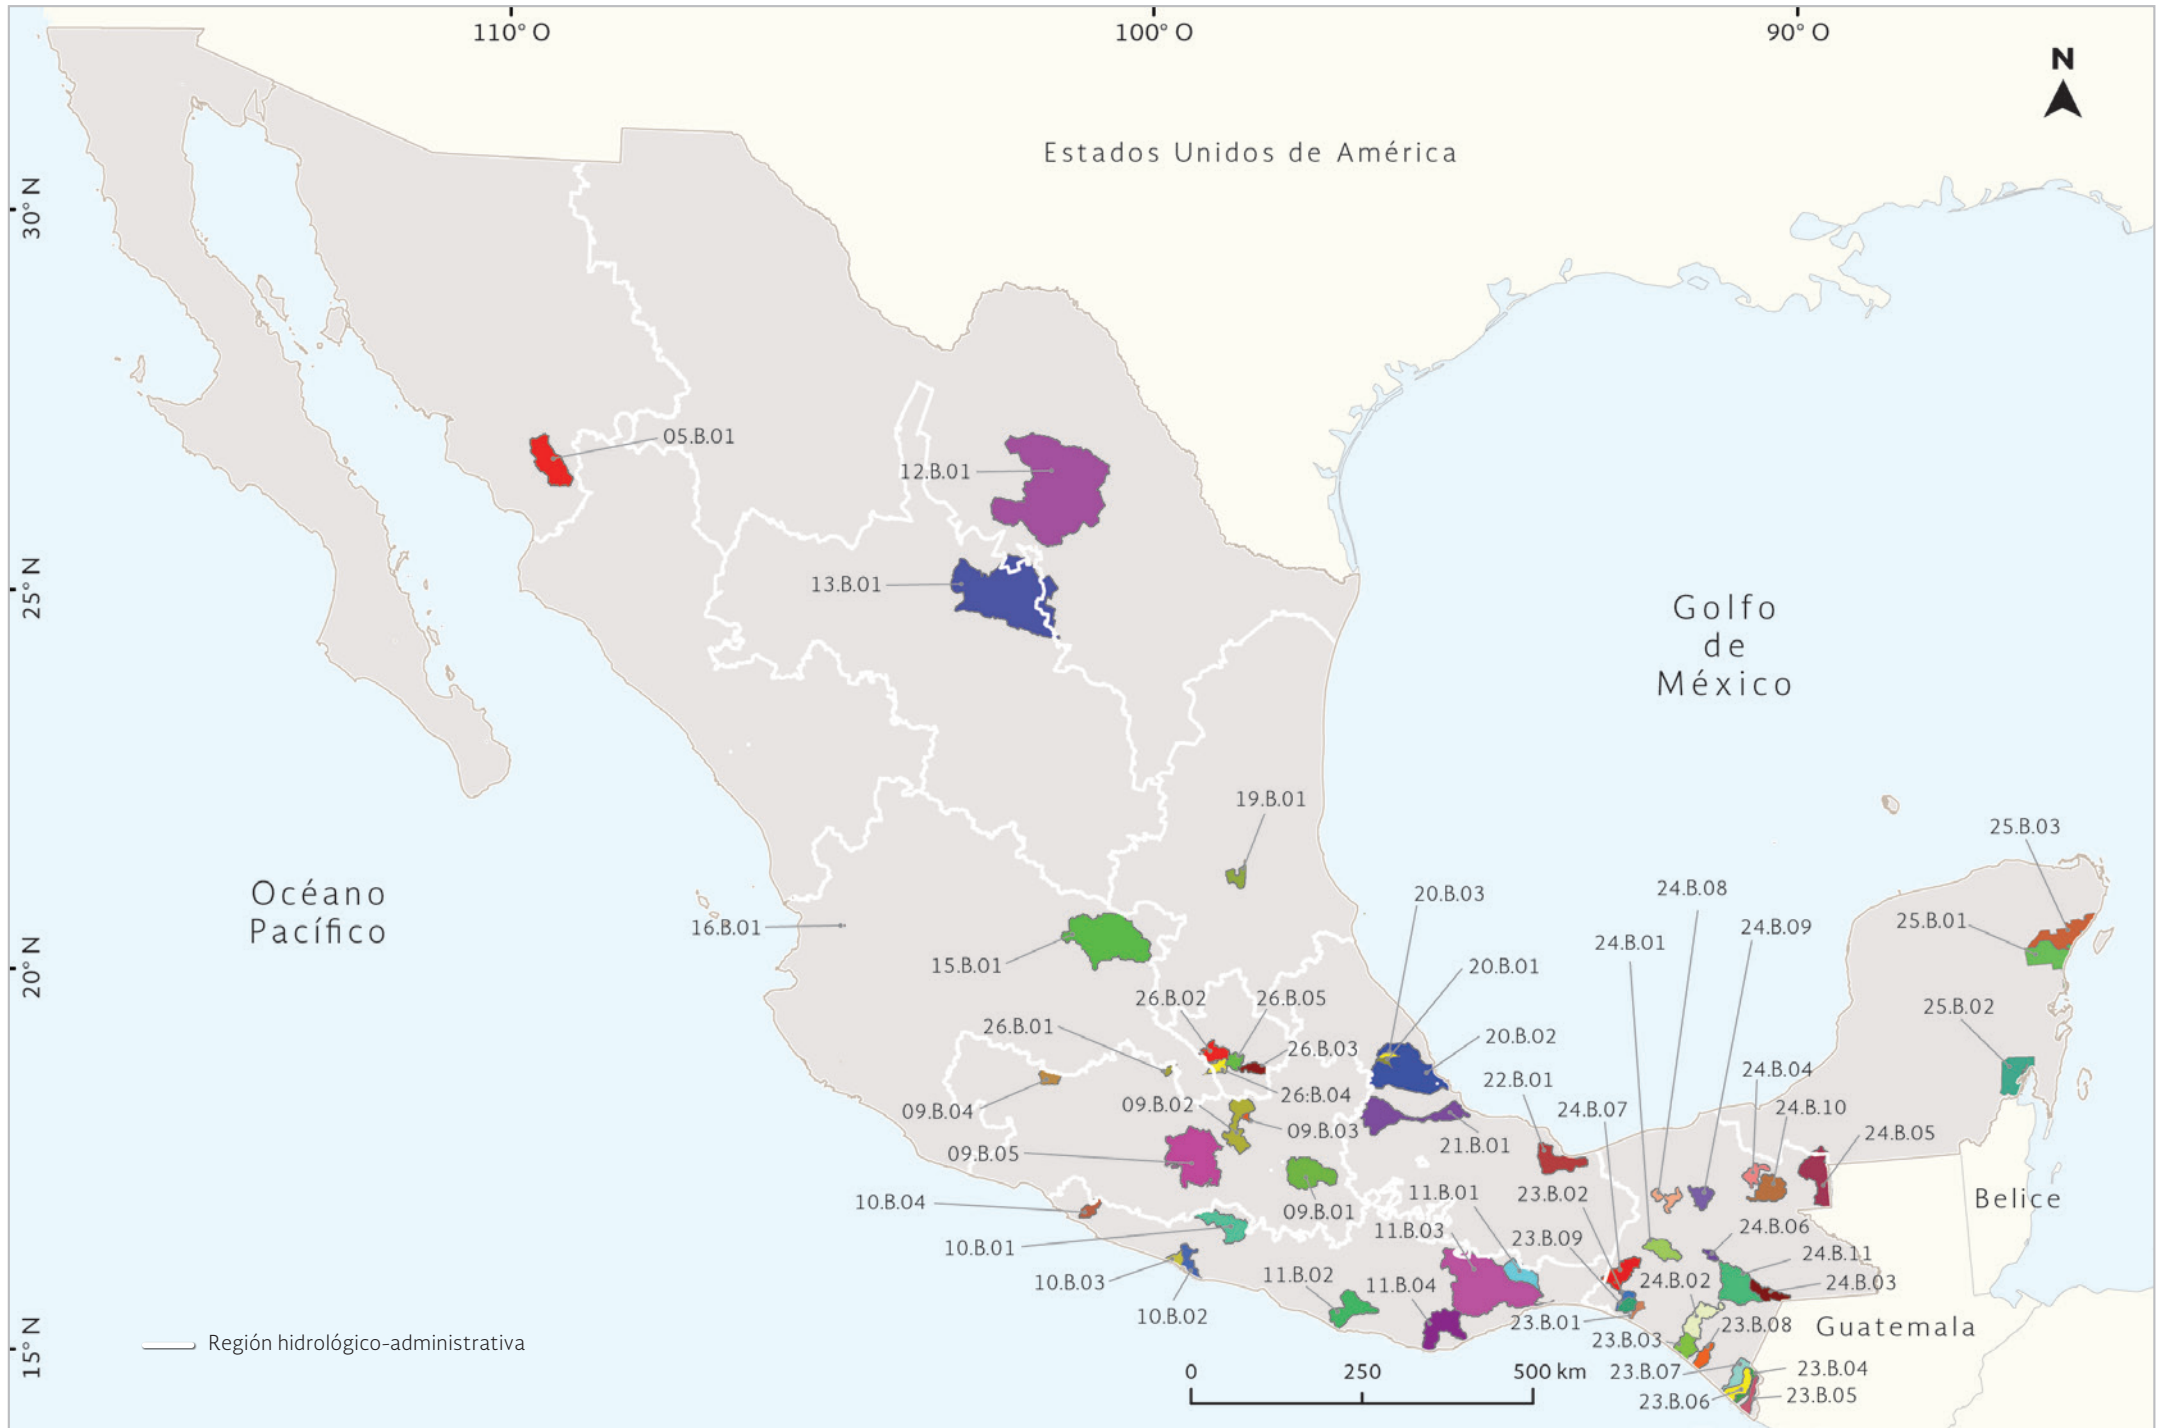 110° O
100° O
90° O
N
Estados Unidos de América
30° N
05.B.01
12.B.01
13.B.01
25° N
Golfo
de
México
19.B.01
25.B.03
Océano
Pacífico
20.B.03
24.B.08
25.B.01
16.B.01
24.B.09
24.B.01
15.B.01
20.B.01
20° N
26.B.02
26.B.05
25.B.02
26.B.01
20.B.02
26.B.03
22.B.01
24.B.04
26.B.04
09.B.04
09.B.02
24.B.07
24.B.10
09.B.03
24.B.05
21.B.01
09.B.05
11.B.01
23.B.02
Belice
10.B.04
09.B.01
11.B.03
24.B.06
23.B.09
10.B.01
24.B.11
10.B.03
11.B.02
11.B.04
24.B.02
24.B.03
10.B.02
23.B.01
23.B.08
Guatemala
15° N
Región hidrológico-administrativa
23.B.03
0 250 500 km
23.B.07
23.B.04
23.B.06
23.B.05